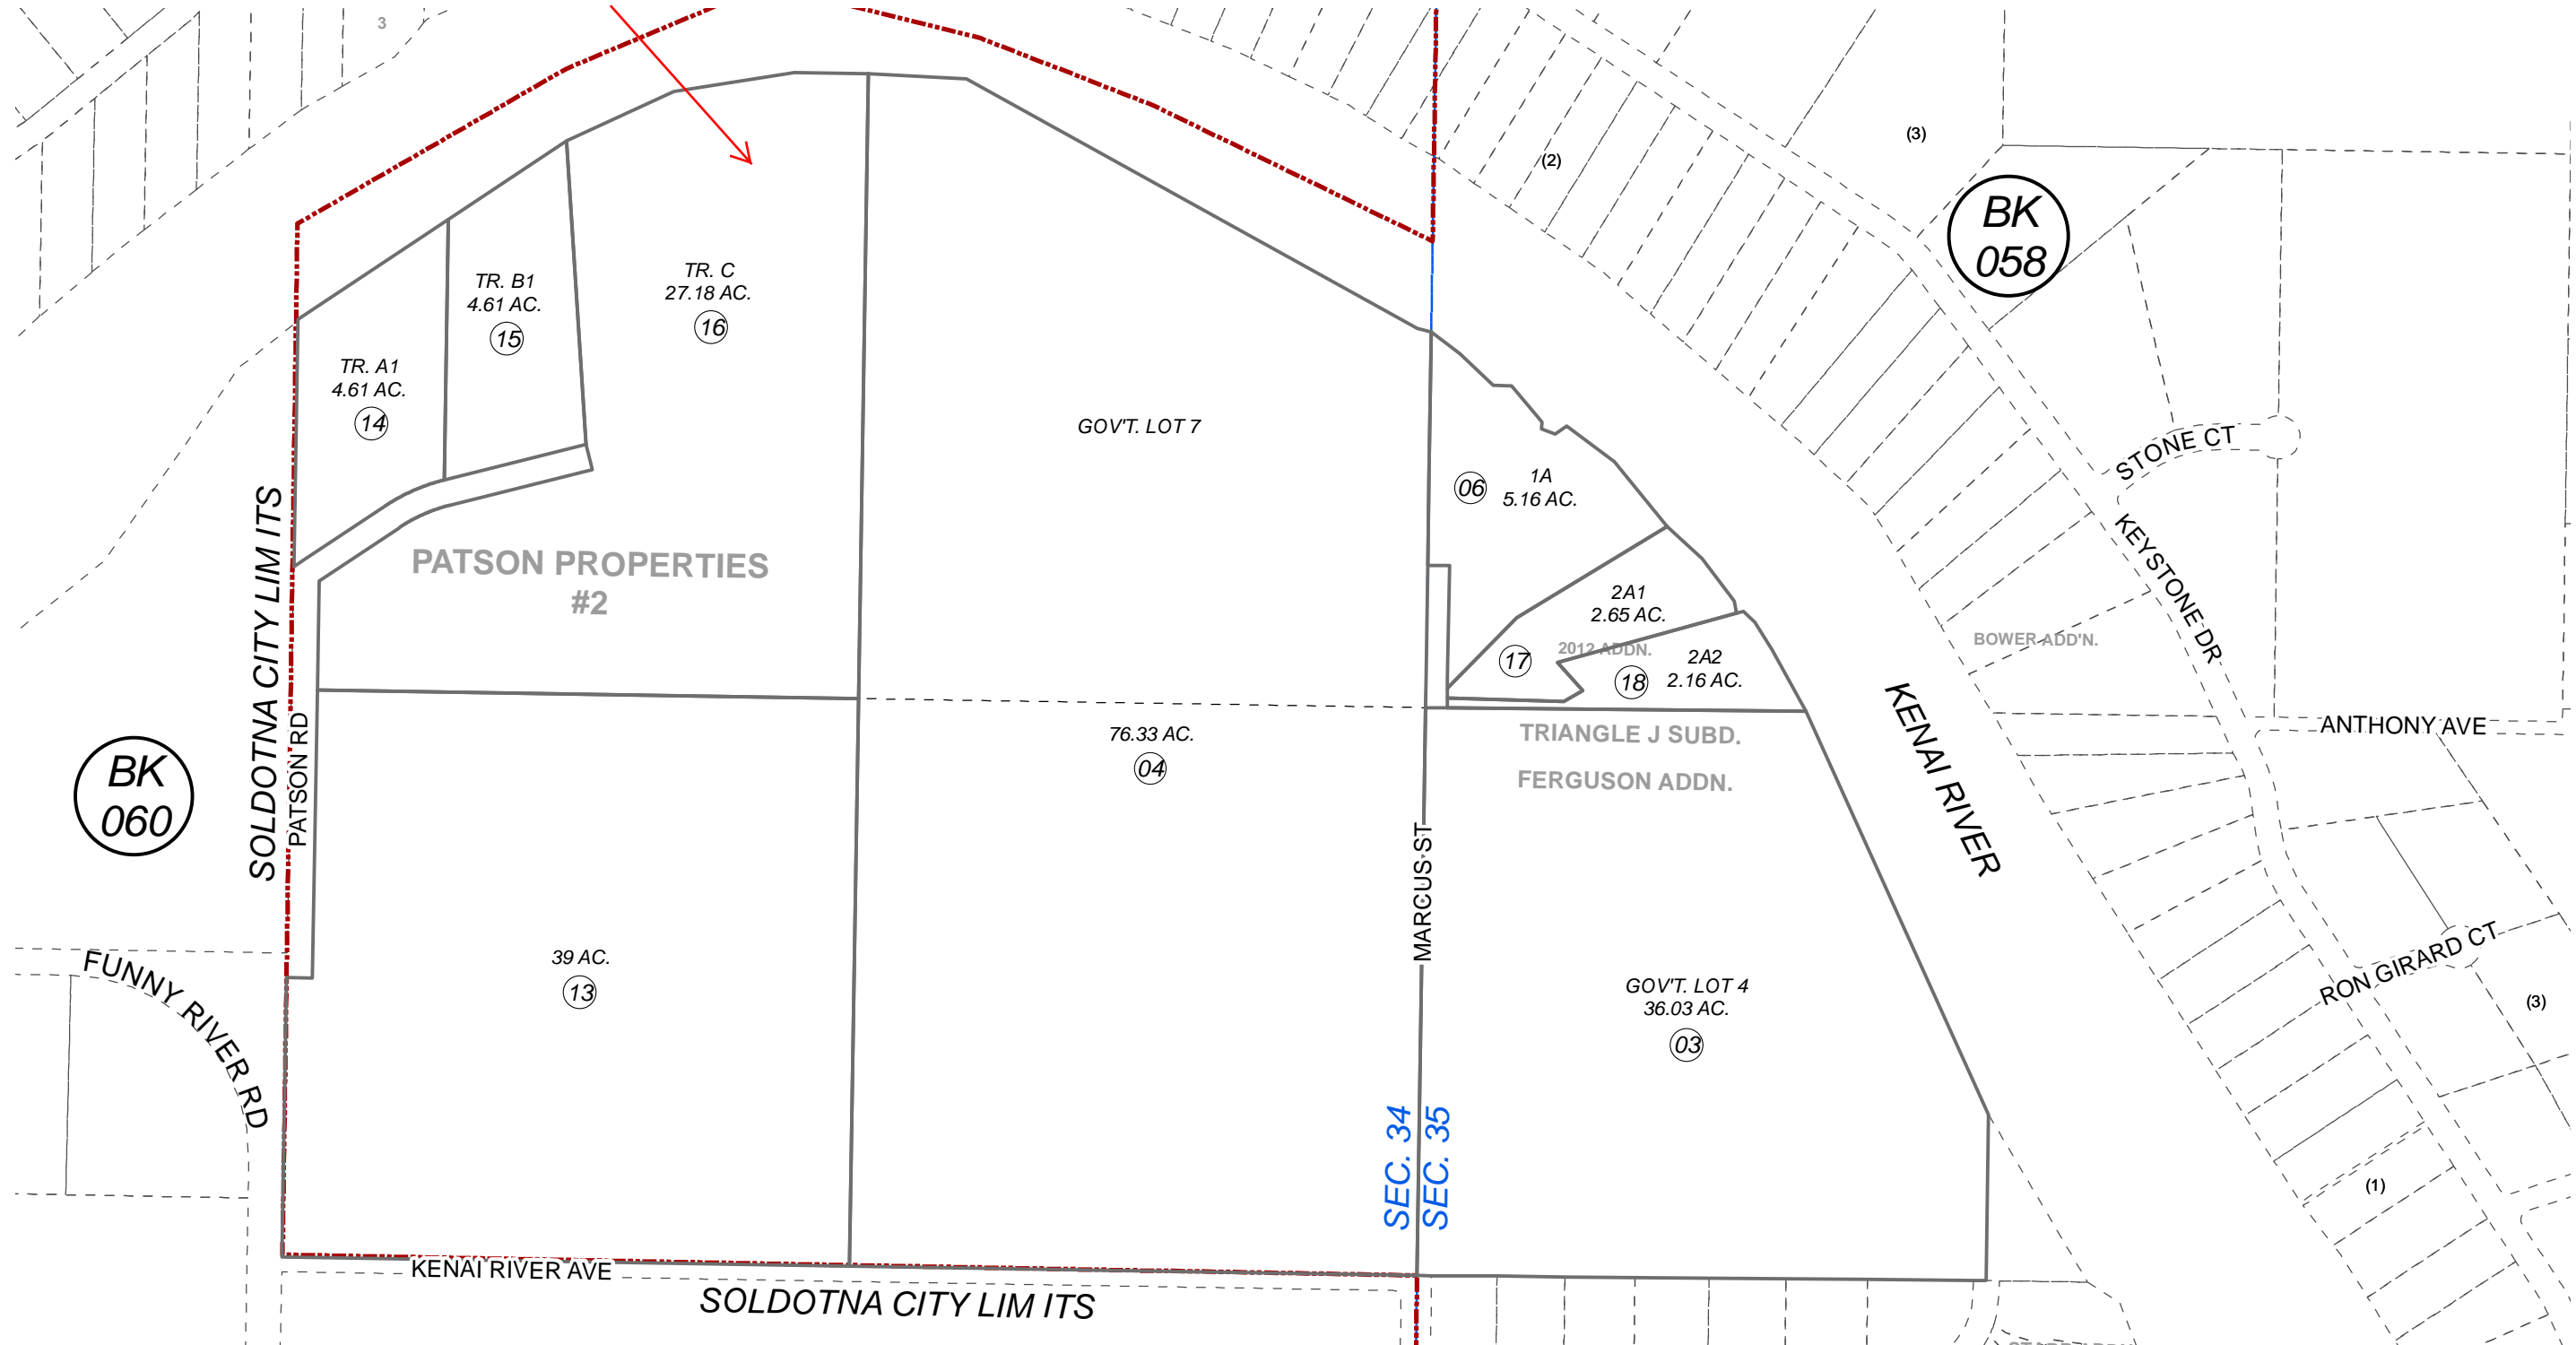 3
(3)
(2)
BK
058
TR. C
27.18 AC.
16
TR. B1
4.61 AC.
15
TR. A1
4.61 AC.
14
GOV'T. LOT 7
STONE CT
06
1A
5.16 AC.
KEYSTONE DR
PATSON PROPERTIES
#2
2A1
2.65 AC.
2012 ADDN.
17
2A2
2.16 AC.
18
BOWER ADD'N.
SOLDOTNA CITY LIM ITS
PATSON RD
BK
060
76.33 AC.
04
TRIANGLE J SUBD.
FERGUSON ADDN.
KENAI RIVER
ANTHONY AVE
MARCUS ST
FUNNY RIVER RD
39 AC.
13
GOV'T. LOT 4
36.03 AC.
03
RON GIRARD CT
(3)
SEC. 34
SEC. 35
(1)
KENAI RIVER AVE
SOLDOTNA CITY LIM ITS